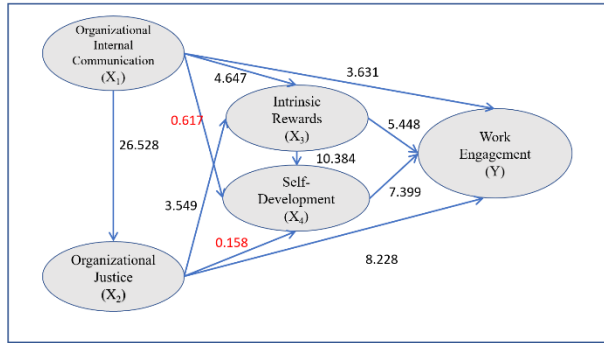 Organizational
Internal
Communication
(X₁)
4.647
3.631
Intrinsic
Rewards
(X₃)
0.617
5.448
Work
Engagement
(Y)
26.528
10.384
Self-
Development
(X₄)
7.399
3.549
0.158
8.228
Organizational
Justice
(X₂)